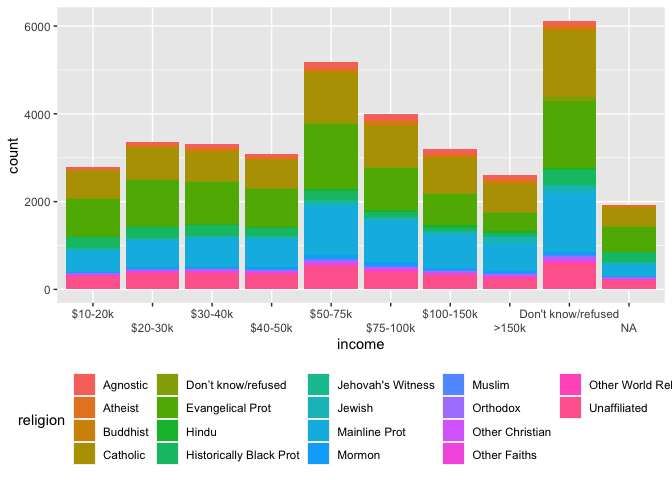 6000
4000
2000
0
count
$10-20k $30-40k $50-75k $100-150k Don't know/refused
$20-30k $40-50k $75-100k >150k NA
income
religion
Agnostic Don’t know/refused Jehovah's Witness Muslim Other World Rel
Atheist Evangelical Prot Jewish Orthodox Unaffiliated
Buddhist Hindu Mainline Prot Other Christian
Catholic Historically Black Prot Mormon Other Faiths